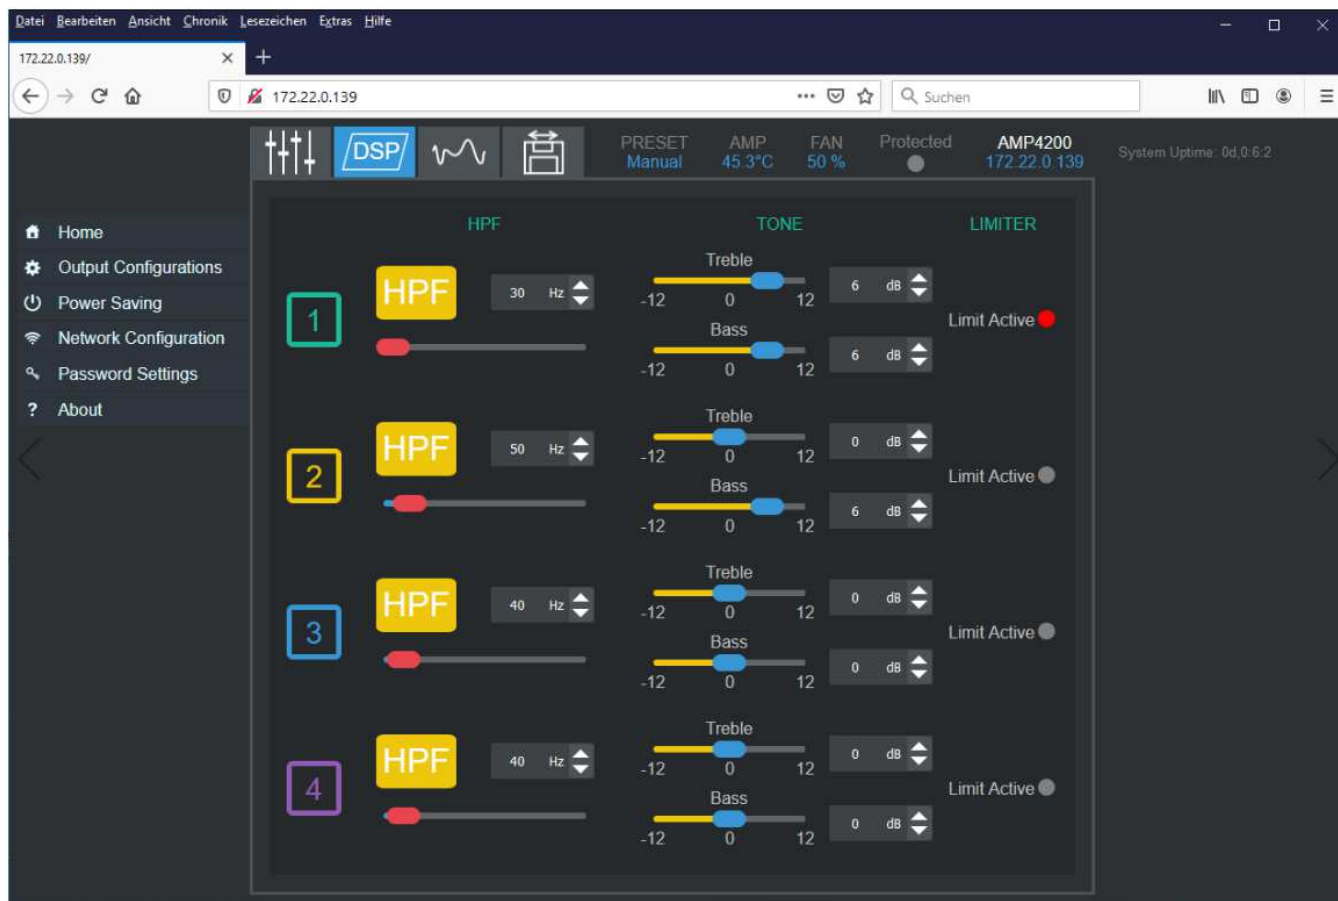 Datei Bearbeiten Ansicht Chronik Lesezeichen Extras Hilfe
172.22.0.139/
172.22.0.139
Suchen
DSP
PRESET AMP FAN Protected AMP4200
Manual 45.3°C 50 % 172.22.0.139
System Uptime: 0d,0:6:2
Home
Output Configurations
Power Saving
Network Configuration
Password Settings
? About
HPF TONE LIMITER
1
HPF
30 Hz
Treble
-12 0 12
6 dB
Bass
-12 0 12
6 dB
Limit Active
2
HPF
50 Hz
Treble
-12 0 12
0 dB
Bass
-12 0 12
6 dB
Limit Active
3
HPF
40 Hz
Treble
-12 0 12
0 dB
Bass
-12 0 12
0 dB
Limit Active
4
HPF
40 Hz
Treble
-12 0 12
0 dB
Bass
-12 0 12
0 dB
Limit Active